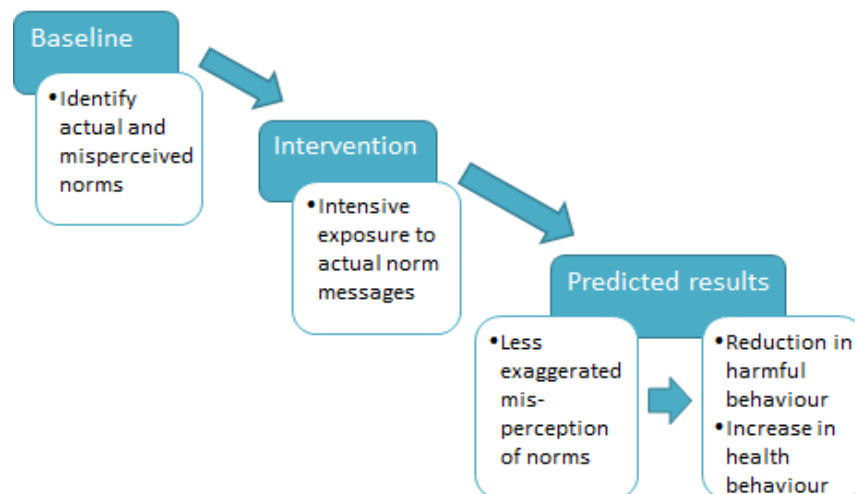 Baseline
•Identify
actual and
misperceived
norms
Intervention
•Intensive
exposure to
actual norm
messages
Predicted results
•Less
exaggerated
mis-
perception
of norms
•Reduction in
harmful
behaviour
•Increase in
health
behaviour